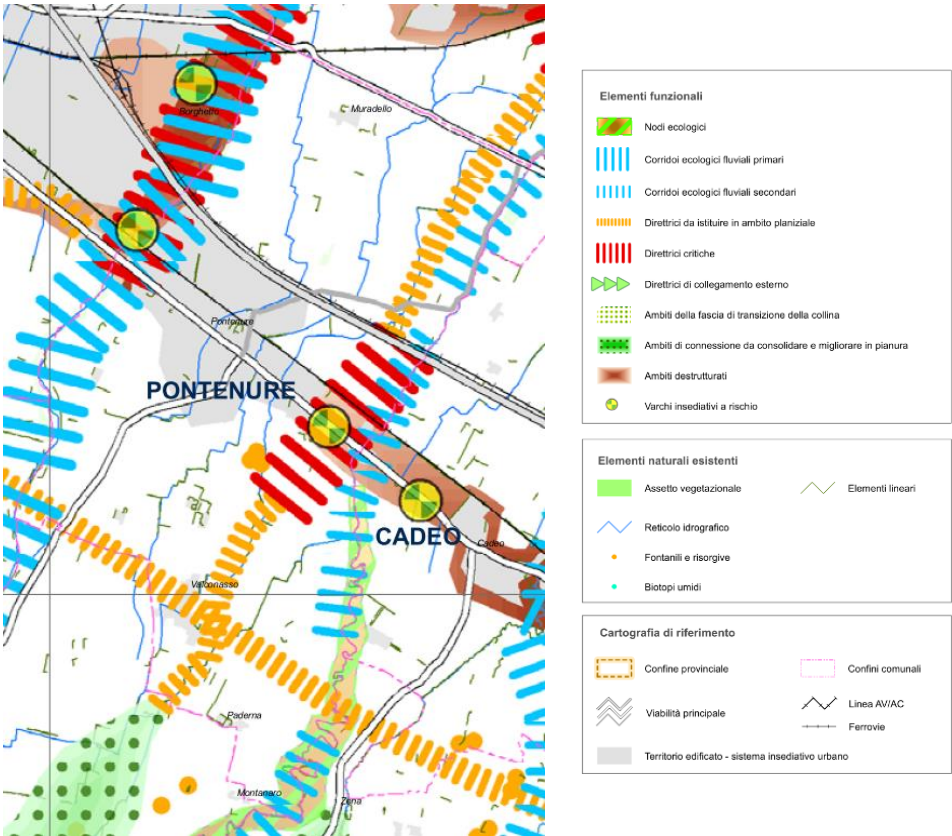 Borghetto
Muradello
Pontenure
PONTENURE
CADEO
Cadeo
Valconasso
Paderna
Montanaro
Zena
Elementi funzionali
Nodi ecologici
Corridoi ecologici fluviali primari
Corridoi ecologici fluviali secondari
Direttrici da istituire in ambito planiziale
Direttrici critiche
Direttrici di collegamento esterno
Ambiti della fascia di transizione della collina
Ambiti di connessione da consolidare e migliorare in pianura
Ambiti destrutturati
Varchi insediativi a rischio
Elementi naturali esistenti
Assetto vegetazionale
Elementi lineari
Reticolo idrografico
Fontanili e risorgive
Biotopi umidi
Cartografia di riferimento
Confine provinciale
Confini comunali
Viabilità principale
Linea AV/AC
Ferrovie
Territorio edificato - sistema insediativo urbano